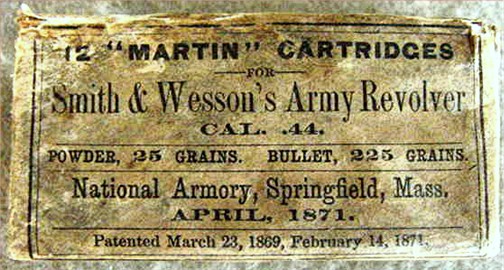 12 "MARTIN" CARTRIDGES
FOR
Smith & Wesson's Army Revolver
CAL. .44.
POWDER, 25 GRAINS. BULLET, 225 GRAINS.
National Armory, Springfield, Mass.
APRIL, 1871.
Patented March 23, 1869, February 14, 1871.